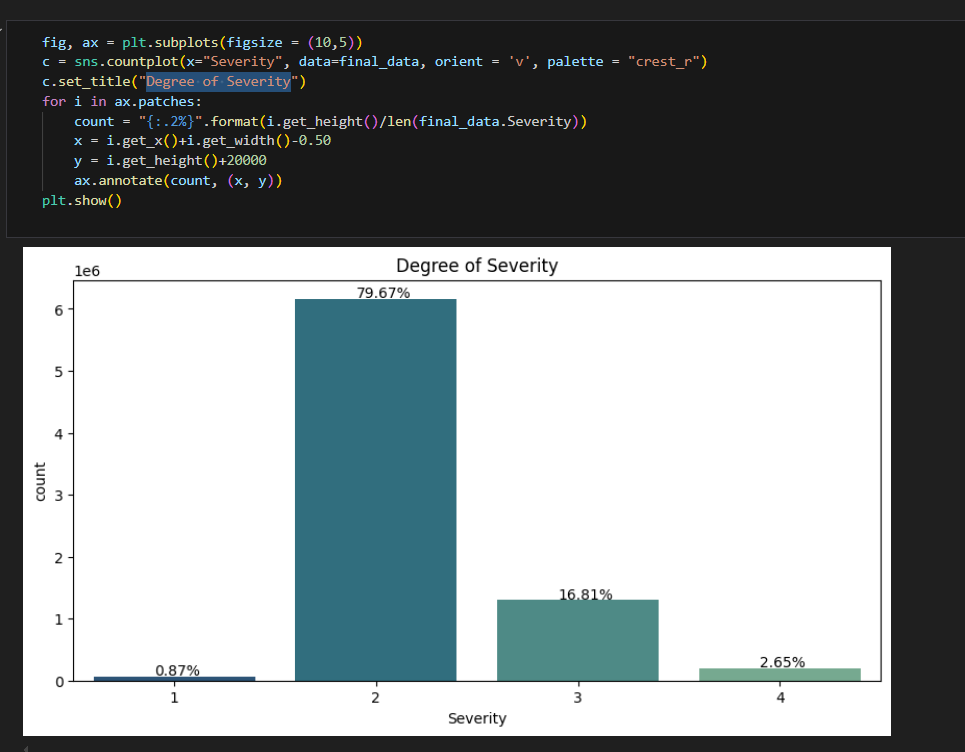 fig, ax = plt.subplots(figsize = (10,5))
c = sns.countplot(x="Severity", data=final_data, orient = 'v', palette = "crest_r")
c.set_title("Degree of Severity")
for i in ax.patches:
    count = "{:.2%}".format(i.get_height()/len(final_data.Severity))
    x = i.get_x()+i.get_width()-0.50
    y = i.get_height()+20000
    ax.annotate(count, (x, y))
plt.show()
Degree of Severity
1e6
79.67%
6
5
4
count
3
2
16.81%
1
0.87%
2.65%
0
1 2 3 4
Severity